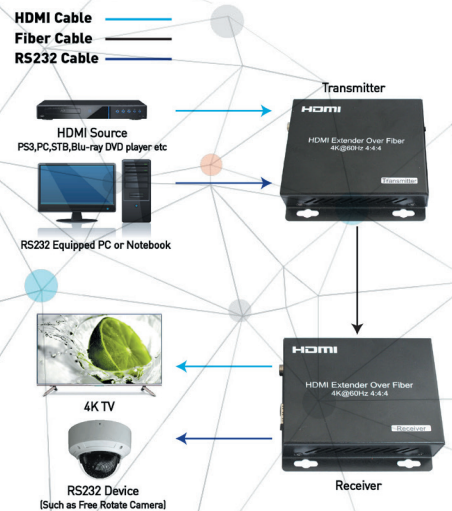 HDMI Cable
Fiber Cable
RS232 Cable
Transmitter
HDMI
HDMI Extender Over Fiber
4K@60Hz 4:4:4
Transmitter
HDMI Source
PS3,PC,STB,Blu-ray DVD player etc
RS232 Equipped PC or Notebook
HDMI
HDMI Extender Over Fiber
4K@60Hz 4:4:4
Receiver
4K TV
Receiver
RS232 Device
(Such as Free Rotate Camera)